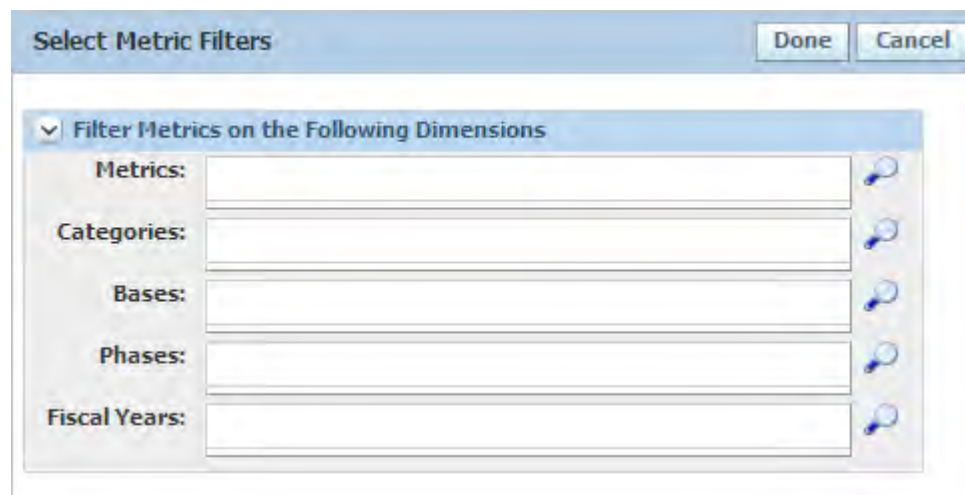 Select Metric Filters Done Cancel
Filter Metrics on the Following Dimensions
Metrics:
Categories:
Bases:
Phases:
Fiscal Years: